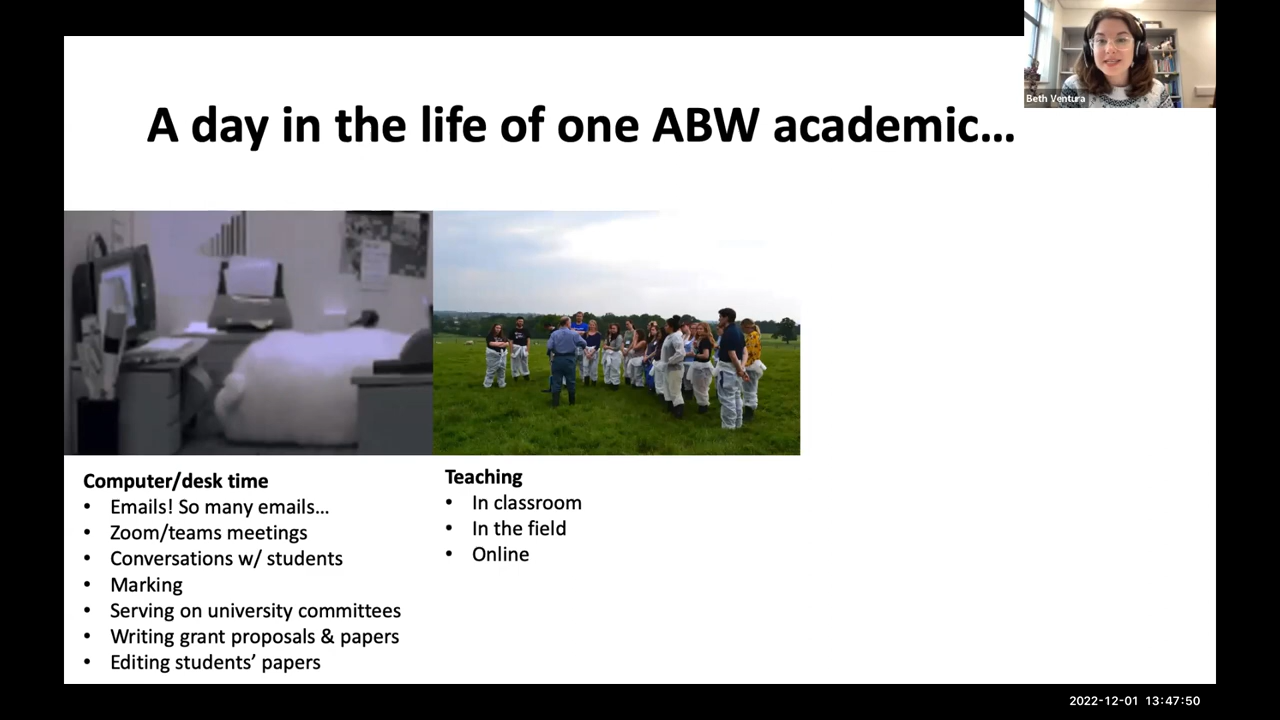 Beth Ventura
A day in the life of one ABW academic...
Computer/desk time
• Emails! So many emails...
• Zoom/teams meetings
• Conversations w/ students
• Marking
• Serving on university committees
• Writing grant proposals & papers
• Editing students’ papers
Teaching
• In classroom
• In the field
• Online
2022-12-01 13:47:50